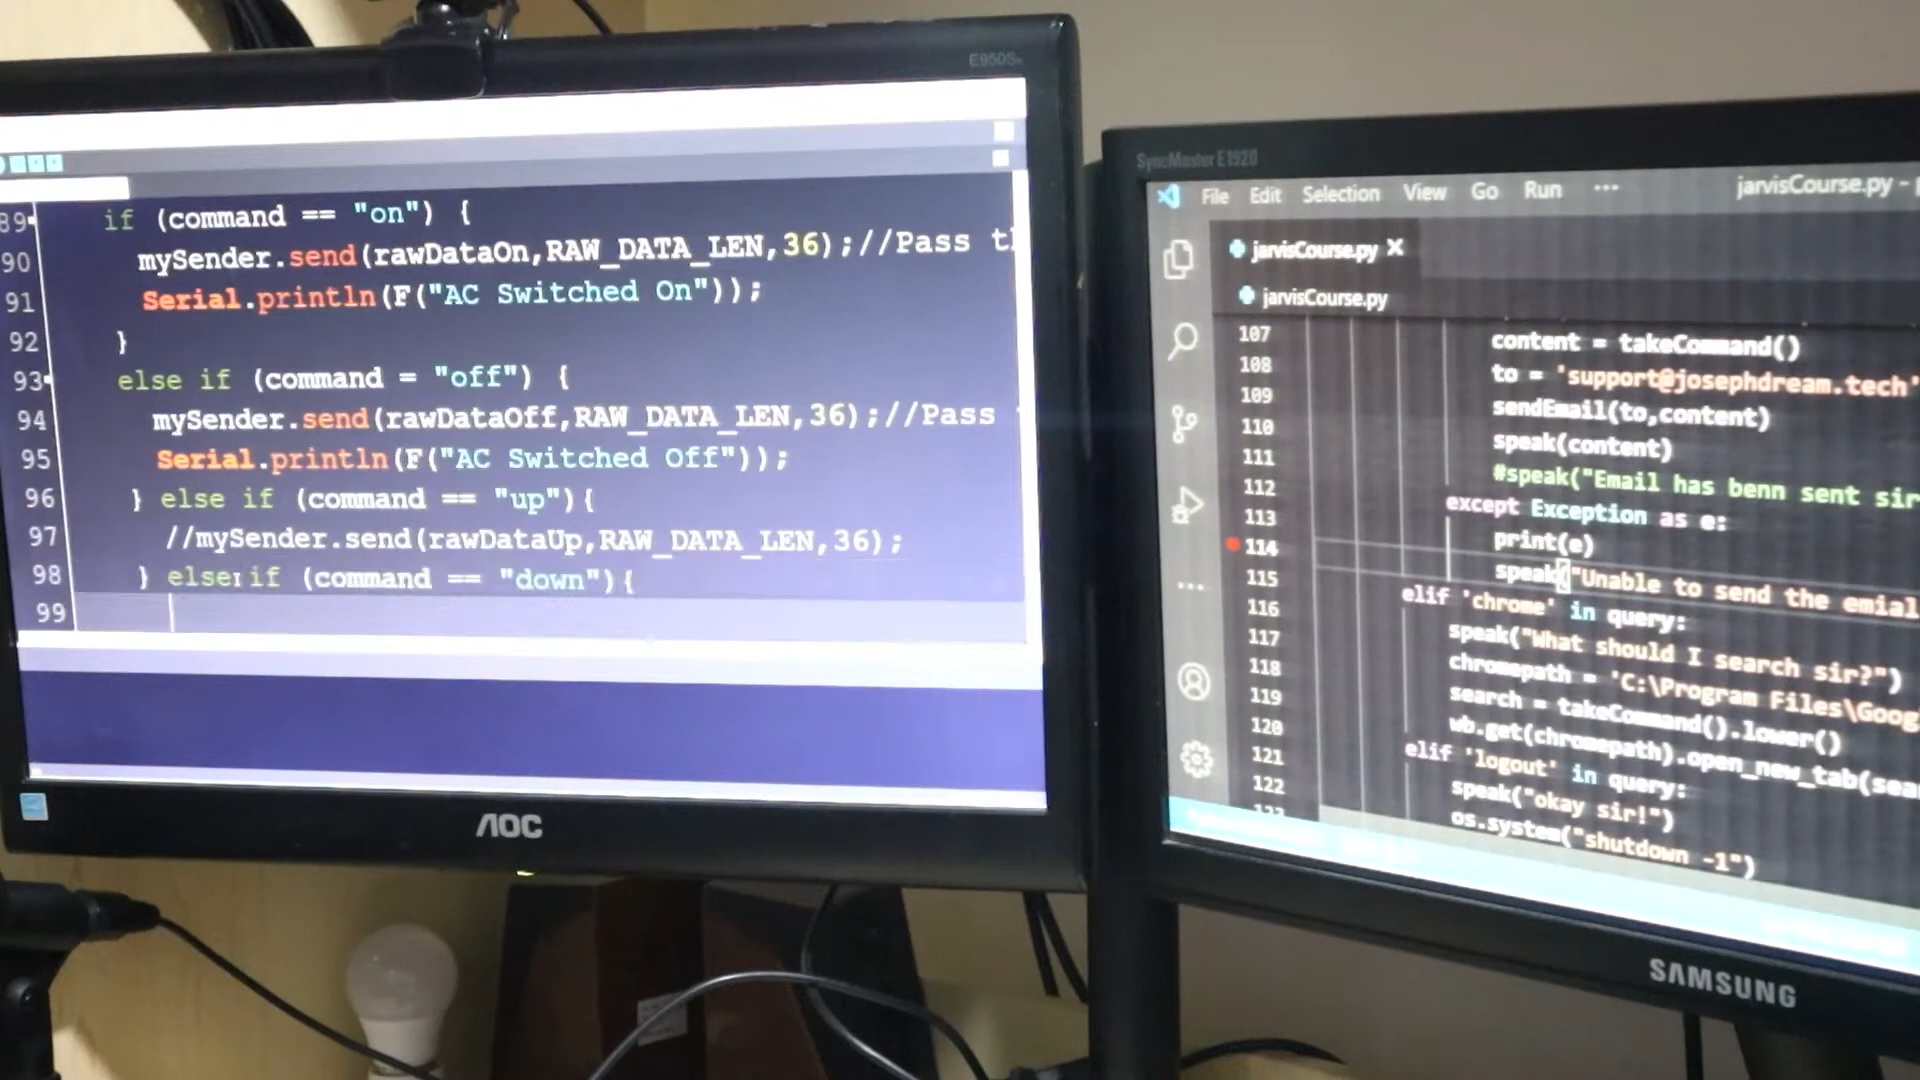 E950Sn
89 if (command == "on") {
90 mySender.send(rawDataOn,RAW_DATA_LEN,36);//Pass
91 Serial.println(F("AC Switched On"));
92 }
93 else if (command = "off") {
94 mySender.send(rawDataOff,RAW_DATA_LEN,36);//Pass
95 Serial.println(F("AC Switched Off"));
96 } else if (command == "up"){
97 //mySender.send(rawDataUp,RAW_DATA_LEN,36);
98 } else if (command == "down"){
99
AOC
SyncMaster E1920
File Edit Selection View Go Run ··· jarvisCourse.py -
jarvisCourse.py ×
jarvisCourse.py
107 content = takeCommand()
108 to = 'support@josephdream.tech'
109 sendEmail(to,content)
110 speak(content)
111 #speak("Email has benn sent sir
112 except Exception as e:
113 print(e)
114 speak("Unable to send the emial
115 elif 'chrome' in query:
116 speak("What should I search sir?")
117 chromepath = 'C:\Program Files\Goog
118 search = takeCommand().lower()
119 wb.get(chromepath).open_new_tab(sear
120 elif 'logout' in query:
121 speak("okay sir!")
122 os.system("shutdown -1")
SAMSUNG